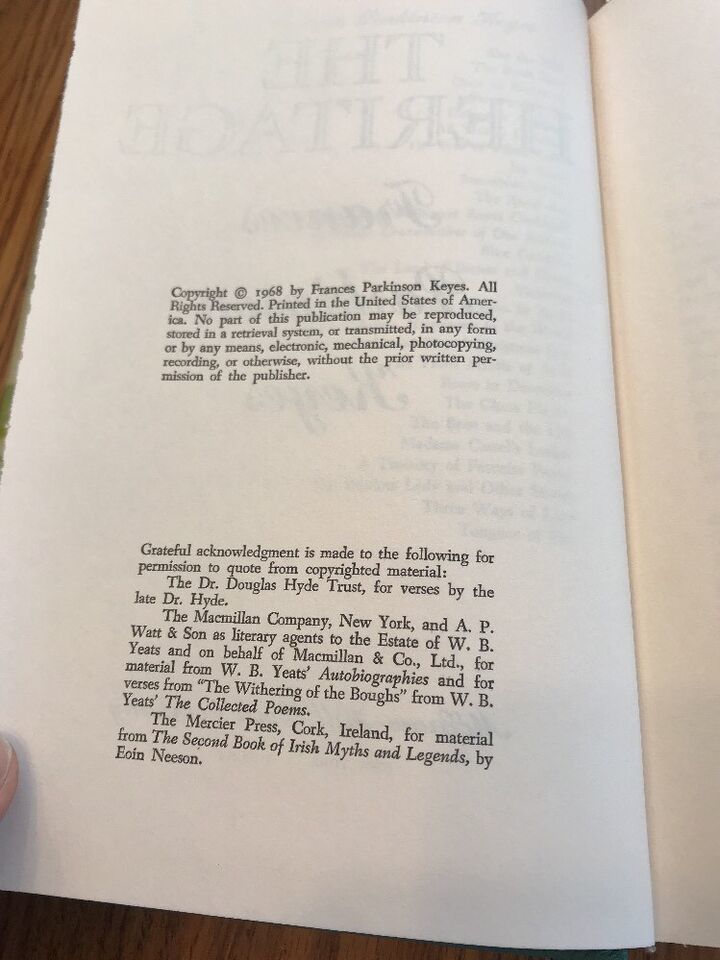 THE
HERITAGE
Frances
Keyes
Copyright © 1968 by Frances Parkinson Keyes. All
Rights Reserved. Printed in the United States of Amer-
ica. No part of this publication may be reproduced,
stored in a retrieval system, or transmitted, in any form
or by any means, electronic, mechanical, photocopying,
recording, or otherwise, without the prior written per-
mission of the publisher.
Grateful acknowledgment is made to the following for
permission to quote from copyrighted material:
The Dr. Douglas Hyde Trust, for verses by the
late Dr. Hyde.
The Macmillan Company, New York, and A. P.
Watt & Son as literary agents to the Estate of W. B.
Yeats and on behalf of Macmillan & Co., Ltd., for
material from W. B. Yeats' Autobiographies and for
verses from "The Withering of the Boughs" from W. B.
Yeats' The Collected Poems.
The Mercier Press, Cork, Ireland, for material
from The Second Book of Irish Myths and Legends, by
Eoin Neeson.